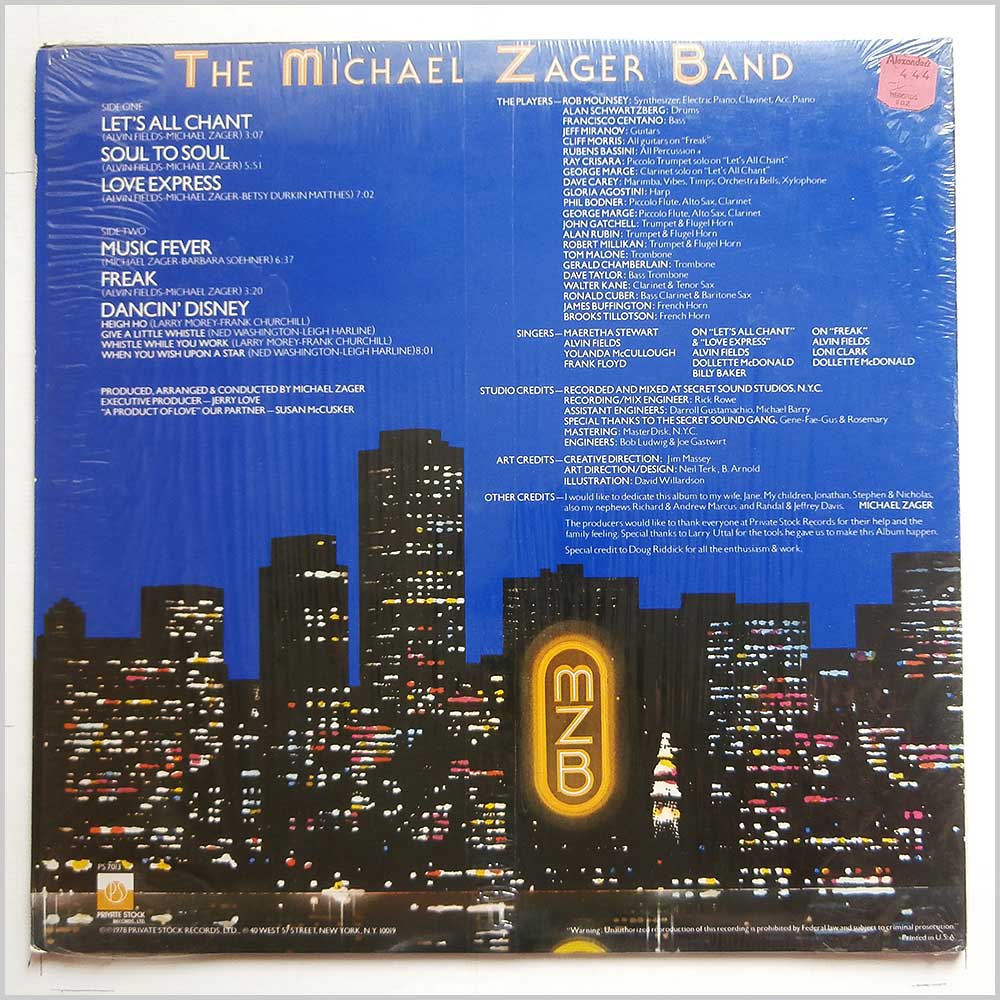 THE MICHAEL ZAGER BAND
Alexanders
4 4 4
RECORDS
SIDE ONE
LET'S ALL CHANT
(ALVIN FIELDS-MICHAEL ZAGER) 3:07
SOUL TO SOUL
(ALVIN FIELDS-MICHAEL ZAGER) 5:51
LOVE EXPRESS
(ALVIN FIELDS-MICHAEL ZAGER-BETSY DURKIN MATTHES) 7:02
SIDE TWO
MUSIC FEVER
(MICHAEL ZAGER-BARBARA SOEHNER) 6:37
FREAK
(ALVIN FIELDS-MICHAEL ZAGER) 3:20
DANCIN' DISNEY
HEIGH HO (LARRY MOREY-FRANK CHURCHILL)
GIVE A LITTLE WHISTLE (NED WASHINGTON-LEIGH HARLINE)
WHISTLE WHILE YOU WORK (LARRY MOREY-FRANK CHURCHILL)
WHEN YOU WISH UPON A STAR (NED WASHINGTON-LEIGH HARLINE) 8:01
PRODUCED, ARRANGED & CONDUCTED BY MICHAEL ZAGER
EXECUTIVE PRODUCER—JERRY LOVE
"A PRODUCT OF LOVE" OUR PARTNER—SUSAN McCUSKER
THE PLAYERS—ROB MOUNSEY: Syntheuzer, Electric Piano, Clavinet, Acc. Piano
ALAN SCHWARTZBERG: Drums
FRANCISCO CENTANO: Bass
JEFF MIRANOV: Guitars
CLIFF MORRIS: All guitars on "Freak"
RUBENS BASSINI: All Percussion
RAY CRISARA: Piccolo Trumpet solo on "Let's All Chant"
GEORGE MARGE: Clarinet solo on "Let's All Chant"
DAVE CAREY: Marimba, Vibes, Timps, Orchestra Bells, Xylophone
GLORIA AGOSTINI: Harp
PHIL BODNER: Piccolo Flute, Alto Sax, Clarinet
GEORGE MARGE: Piccolo Flute, Alto Sax, Clarinet
JOHN GATCHELL: Trumpet & Flugel Horn
ALAN RUBIN: Trumpet & Flugel Horn
ROBERT MILLIKAN: Trumpet & Flugel Horn
TOM MALONE: Trombone
GERALD CHAMBERLAIN: Trombone
DAVE TAYLOR: Bass Trombone
WALTER KANE: Clarinet & Tenor Sax
RONALD CUBER: Bass Clarinet & Baritone Sax
JAMES BUFFINGTON: French Horn
BROOKS TILLOTSON: French Horn
SINGERS—MAERETHA STEWART
ALVIN FIELDS
YOLANDA McCULLOUGH
FRANK FLOYD
ON "LET'S ALL CHANT"
& "LOVE EXPRESS"
ALVIN FIELDS
DOLLETTE McDONALD
BILLY BAKER
ON "FREAK"
ALVIN FIELDS
LONI CLARK
DOLLETTE McDONALD
STUDIO CREDITS—RECORDED AND MIXED AT SECRET SOUND STUDIOS, N.Y.C.
RECORDING/MIX ENGINEER: Rick Rowe
ASSISTANT ENGINEERS: Darroll Gustamachio, Michael Barry
SPECIAL THANKS TO THE SECRET SOUND GANG, Gene-Fae-Gus & Rosemary
MASTERING: MasterDisk, N.Y.C.
ENGINEERS: Bob Ludwig & Joe Gastwirt
ART CREDITS—CREATIVE DIRECTION: Jim Massey
ART DIRECTION/DESIGN: Neil Terk, B. Arnold
ILLUSTRATION: David Willardson
OTHER CREDITS—I would like to dedicate this album to my wife, Jane. My children, Jonathan, Stephen & Nicholas,
also my nephews Richard & Andrew Marcus and Randal & Jeffrey Davis. MICHAEL ZAGER
The producers would like to thank everyone at Private Stock Records for their help and the
family feeling. Special thanks to Larry Uttal for the tools he gave us to make this Album happen.
Special credit to Doug Riddick for all the enthusiasm & work.
MZB
PS 7013
PS
PRIVATE STOCK
RECORDS, LTD.
©℗1978 PRIVATE STOCK RECORDS, LTD., 40 WEST 57 STREET, NEW YORK, N.Y. 10019
"Warning: Unauthorized reproduction of this recording is prohibited by Federal law and subject to criminal prosecution."
Printed in U.S.A.